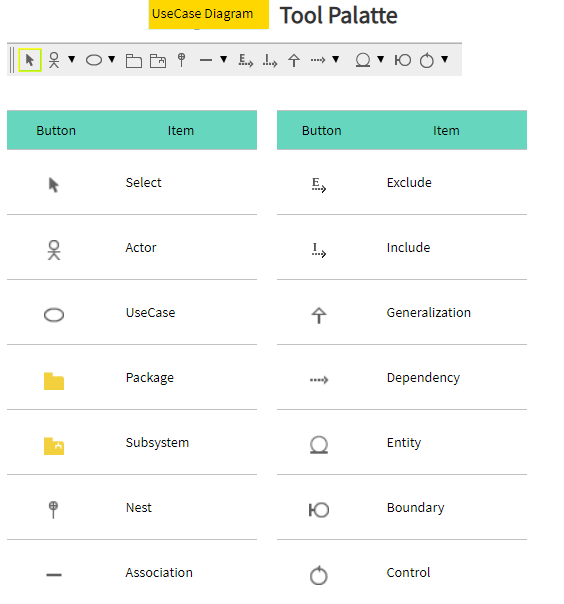 UseCase Diagram Tool Palatte
Button Item
Select
Actor
UseCase
Package
Subsystem
Nest
Association
Button Item
E Exclude
I Include
Generalization
Dependency
Entity
Boundary
Control